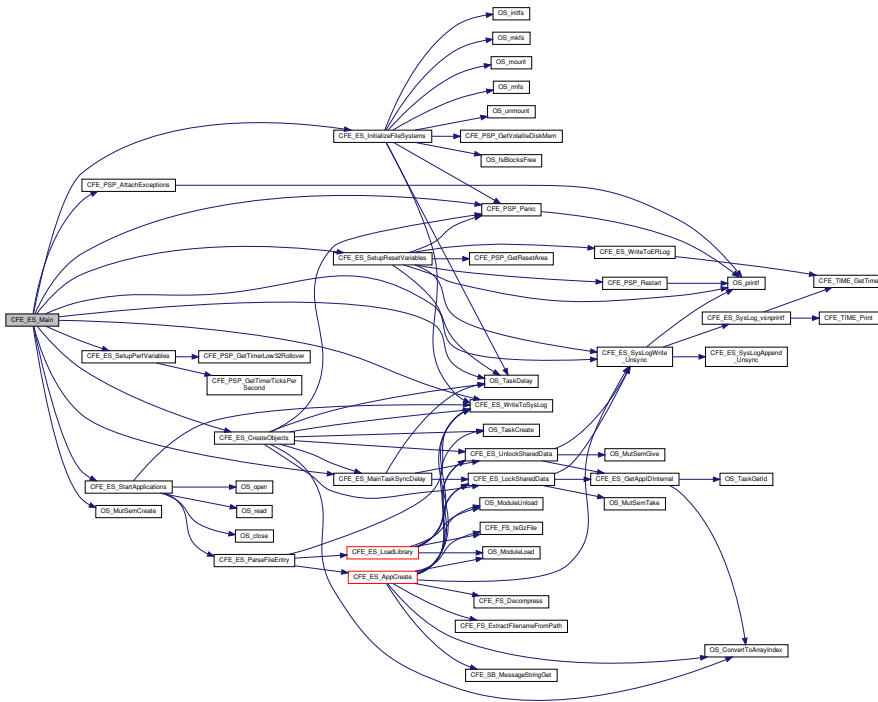 OS_initfs
OS_mkfs
OS_mount
OS_rmfs
OS_unmount
CFE_ES_InitializeFileSystems
CFE_PSP_GetVolatileDiskMem
OS_fsBlocksFree
CFE_PSP_AttachExceptions
CFE_PSP_Panic
CFE_ES_SetupResetVariables
CFE_PSP_GetResetArea
CFE_ES_WriteToERLog
CFE_PSP_Restart
OS_printf
CFE_TIME_GetTime
CFE_ES_Main
CFE_ES_SysLog_vsnprintf
CFE_TIME_Print
CFE_ES_SetupPerfVariables
CFE_PSP_GetTimerLow32Rollover
CFE_ES_SysLogWrite
_Unsync
CFE_ES_SysLogAppend
_Unsync
CFE_PSP_GetTimerTicksPer
Second
OS_TaskDelay
CFE_ES_WriteToSysLog
CFE_ES_CreateObjects
OS_TaskCreate
CFE_ES_UnlockSharedData
OS_MutSemGive
CFE_ES_MainTaskSyncDelay
CFE_ES_LockSharedData
CFE_ES_GetAppIDInternal
OS_TaskGetId
CFE_ES_StartApplications
OS_open
OS_MutSemCreate
OS_read
OS_ModuleUnload
OS_MutSemTake
OS_close
CFE_FS_IsGzFile
CFE_ES_ParseFileEntry
CFE_ES_LoadLibrary
OS_ModuleLoad
CFE_ES_AppCreate
CFE_FS_Decompress
CFE_FS_ExtractFilenameFromPath
OS_ConvertToArrayIndex
CFE_SB_MessageStringGet